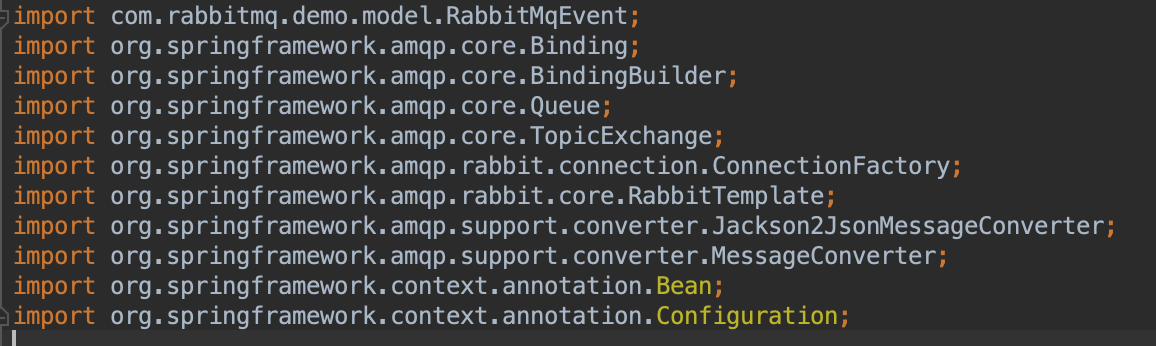 import com.rabbitmq.demo.model.RabbitMqEvent;
import org.springframework.amqp.core.Binding;
import org.springframework.amqp.core.BindingBuilder;
import org.springframework.amqp.core.Queue;
import org.springframework.amqp.core.TopicExchange;
import org.springframework.amqp.rabbit.connection.ConnectionFactory;
import org.springframework.amqp.rabbit.core.RabbitTemplate;
import org.springframework.amqp.support.converter.Jackson2JsonMessageConverter;
import org.springframework.amqp.support.converter.MessageConverter;
import org.springframework.context.annotation.Bean;
import org.springframework.context.annotation.Configuration;